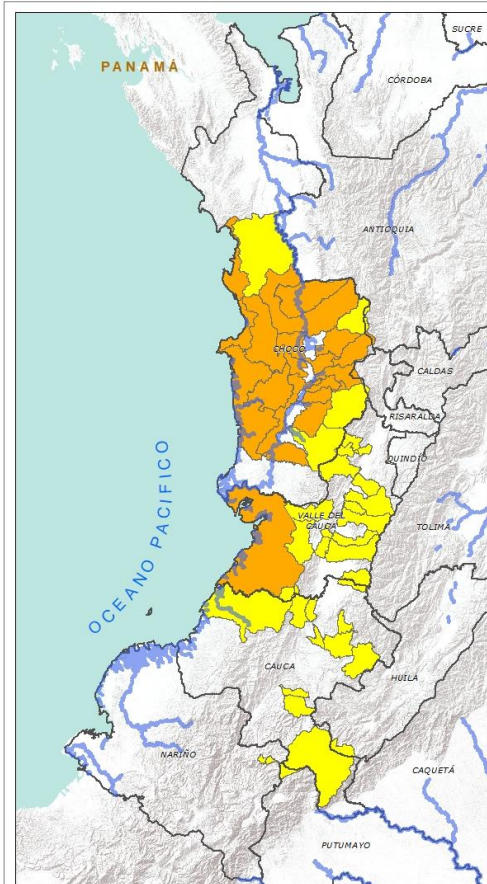 SUCRE
PANAMÁ
CÓRDOBA
ANTIOQUIA
CHOCO
CALDAS
RISARALDA
QUINDIO
OCEANO PACIFICO
VALLE DEL
CAUCA
TOLIMA
CAUCA
HUILA
NARIÑO
CAQUETÁ
PUTUMAYO